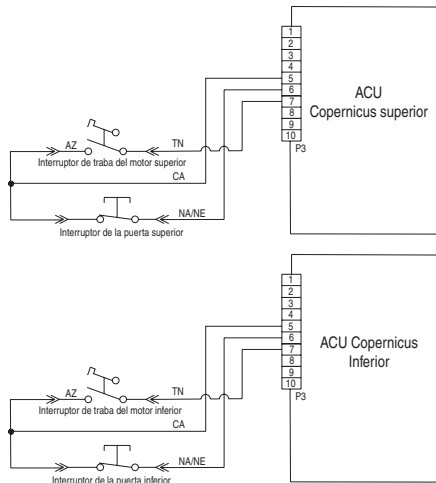 1
2
3
4
5
6
7
8
9
10
P3
ACU
Copernicus superior
AZ
TN
Interruptor de traba del motor superior
CA
NA/NE
Interruptor de la puerta superior
1
2
3
4
5
6
7
8
9
10
P3
ACU Copernicus
Inferior
AZ
TN
Interruptor de traba del motor inferior
CA
NA/NE
Interruptor de la puerta inferior